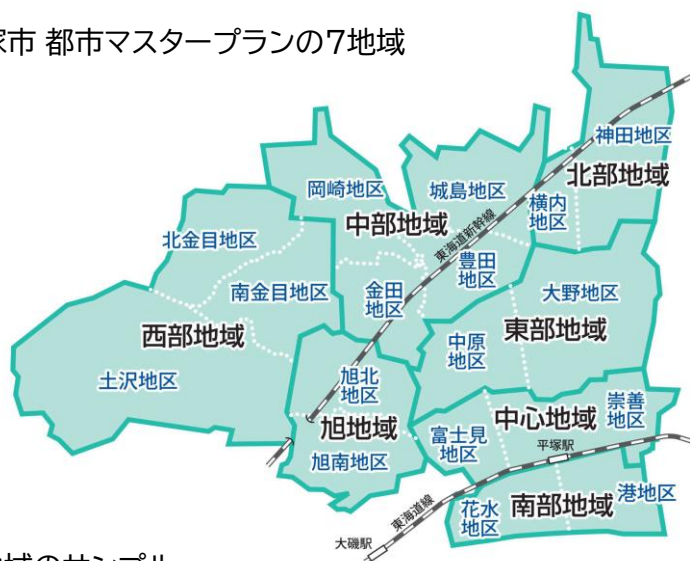 塚市 都市マスタープランの7地域
神田地区
北部地域
岡崎地区
城島地区
横内
地区
中部地域
東海道新幹線
北金目地区
豊田
地区
南金目地区
金田
地区
大野地区
西部地域
東部地域
中原
地区
土沢地区
旭北
地区
旭地域
中心地域
崇善
地区
富士見
地区
平塚駅
旭南地区
南部地域
港地区
花水
地区
東海道線
大磯駅
域のサンプル